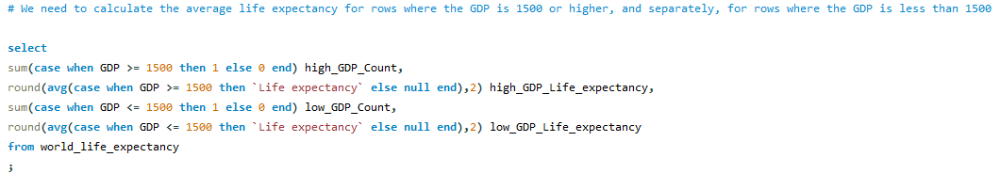 # We need to calculate the average life expectancy for rows where the GDP is 1500 or higher, and separately, for rows where the GDP is less than 1500
select
sum(case when GDP >= 1500 then 1 else 0 end) high_GDP_Count,
round(avg(case when GDP >= 1500 then `Life expectancy` else null end),2) high_GDP_Life_expectancy,
sum(case when GDP <= 1500 then 1 else 0 end) low_GDP_Count,
round(avg(case when GDP <= 1500 then `Life expectancy` else null end),2) low_GDP_Life_expectancy
from world_life_expectancy
;